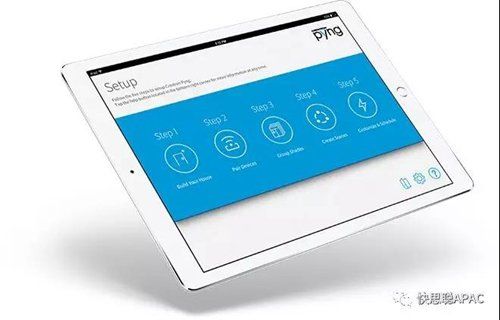 pyng
Setup
Follow the five steps to setup Crestron Pyng.
Tap the help button located in the bottom right corner for more information at any time.
Step 1
Step 2
Step 3
Step 4
Step 5
Build Your House
Pair Devices
Group Shades
Create Scenes
Customize & Schedule
?
快思聪APAC